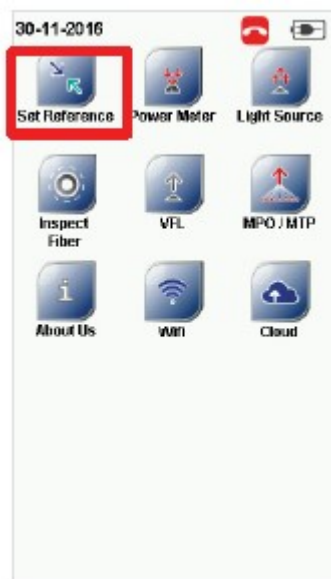 30-11-2016
Set Reference
Power Meter
Light Source
Inspect
Fiber
VFL
MPO / MTP
i
About Us
Wifi
Cloud